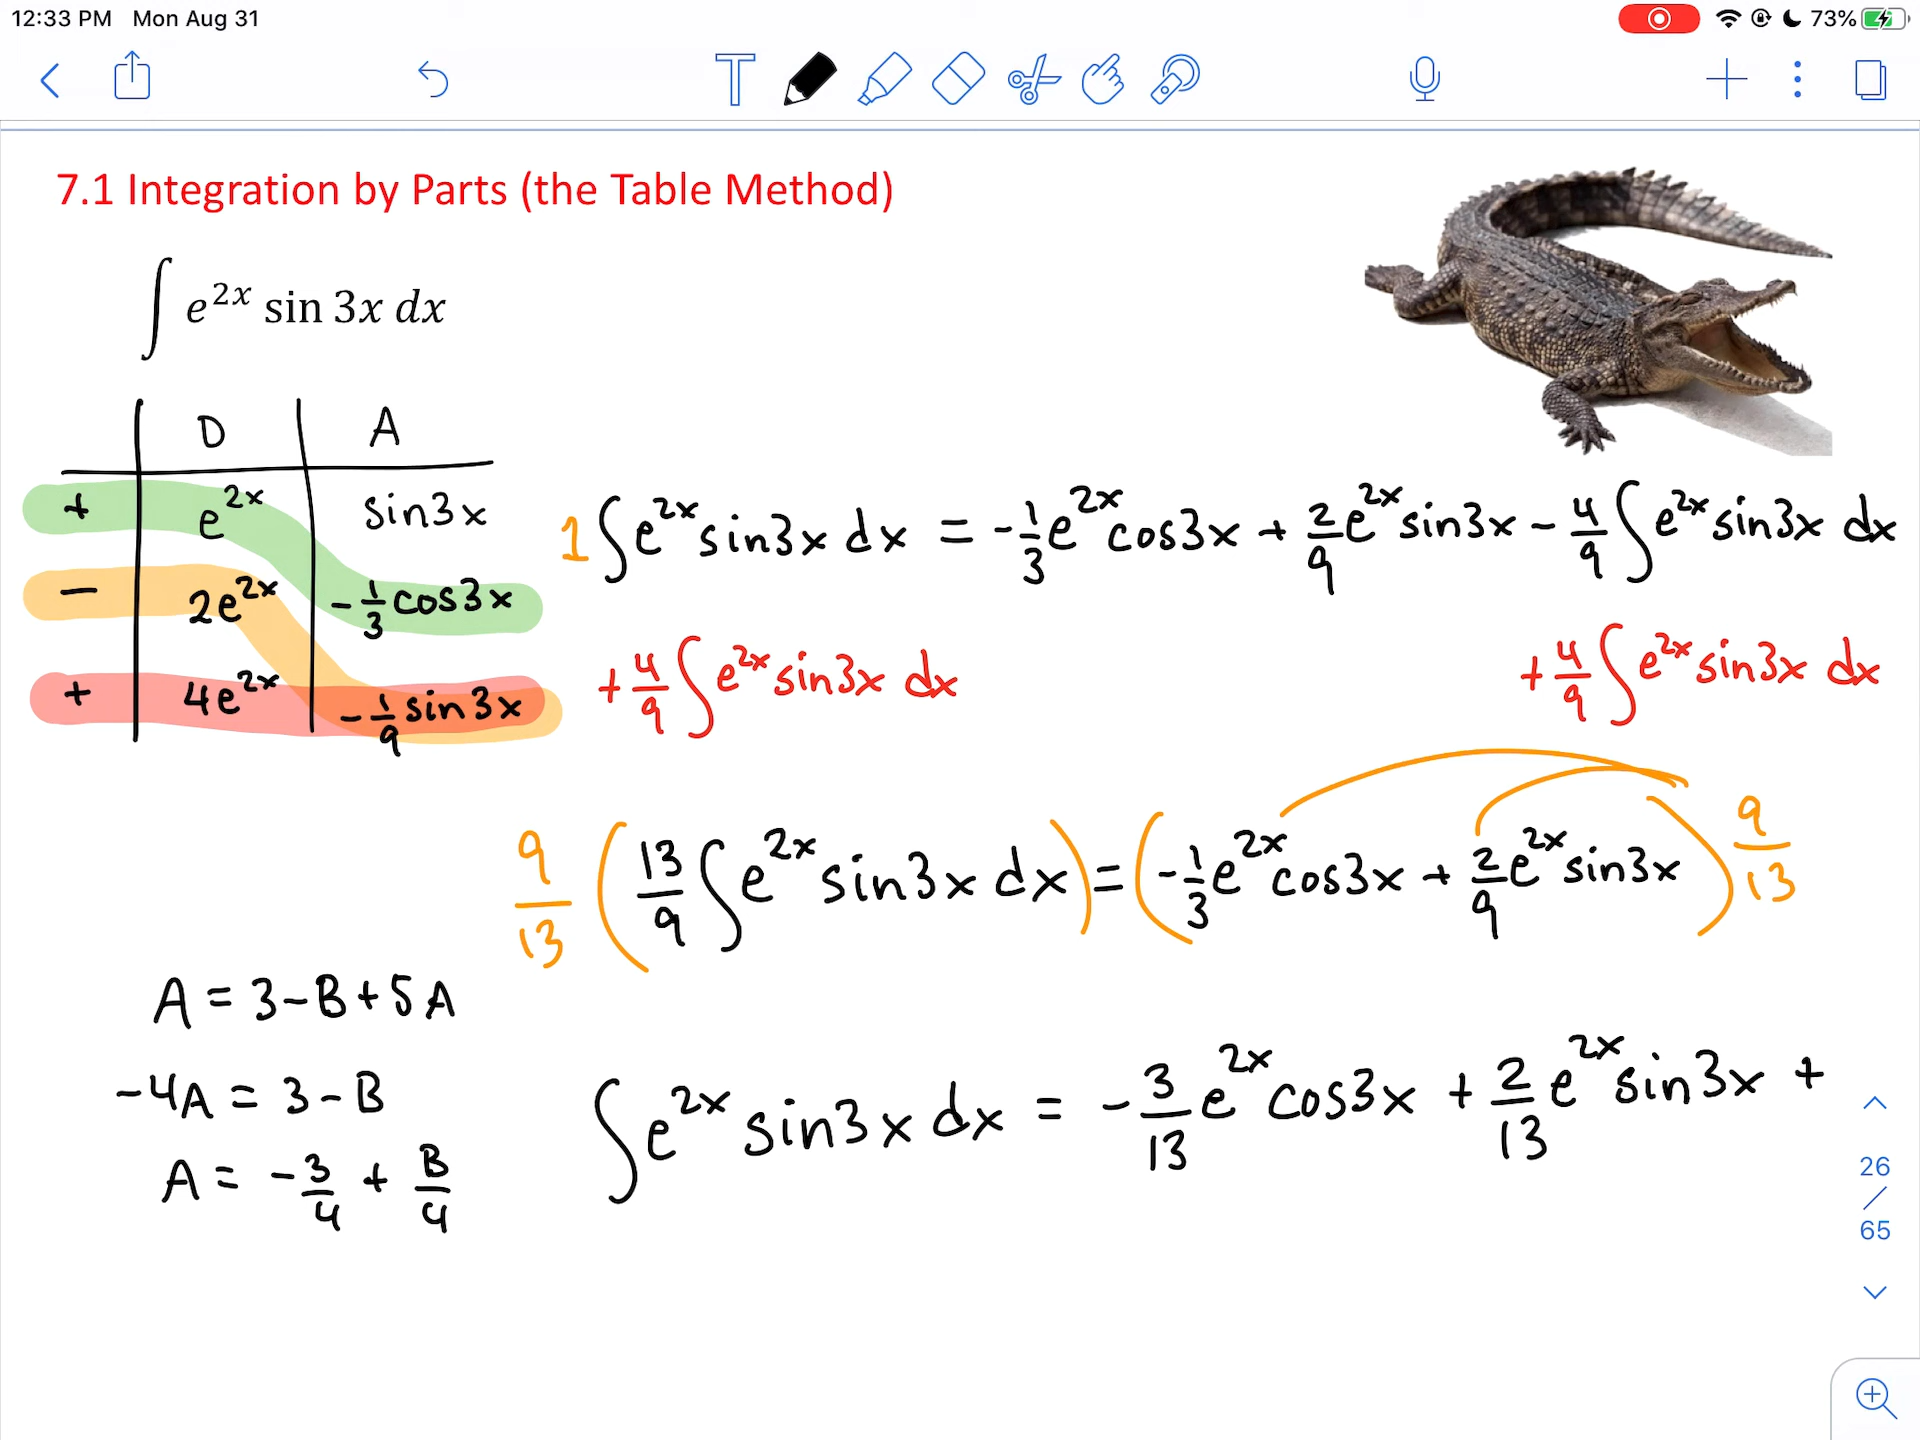 12:33 PM Mon Aug 31
73%
7.1 Integration by Parts (the Table Method)
∫ e^{2x} sin 3x dx
D A
+ e^{2x} sin3x
− 2e^{2x} -1/3 cos3x
+ 4e^{2x} -1/9 sin3x
1 ∫e^{2x} sin3x dx = -1/3 e^{2x} cos3x + 2/9 e^{2x} sin3x - 4/9 ∫e^{2x} sin3x dx
+4/9 ∫e^{2x} sin3x dx +4/9 ∫e^{2x} sin3x dx
9/13 (13/9 ∫e^{2x} sin3x dx) = (-1/3 e^{2x} cos3x + 2/9 e^{2x} sin3x) 9/13
A = 3-B+5A
-4A = 3-B
A = -3/4 + B/4
∫e^{2x} sin3x dx = -3/13 e^{2x} cos3x + 2/13 e^{2x} sin3x +
26
/
65